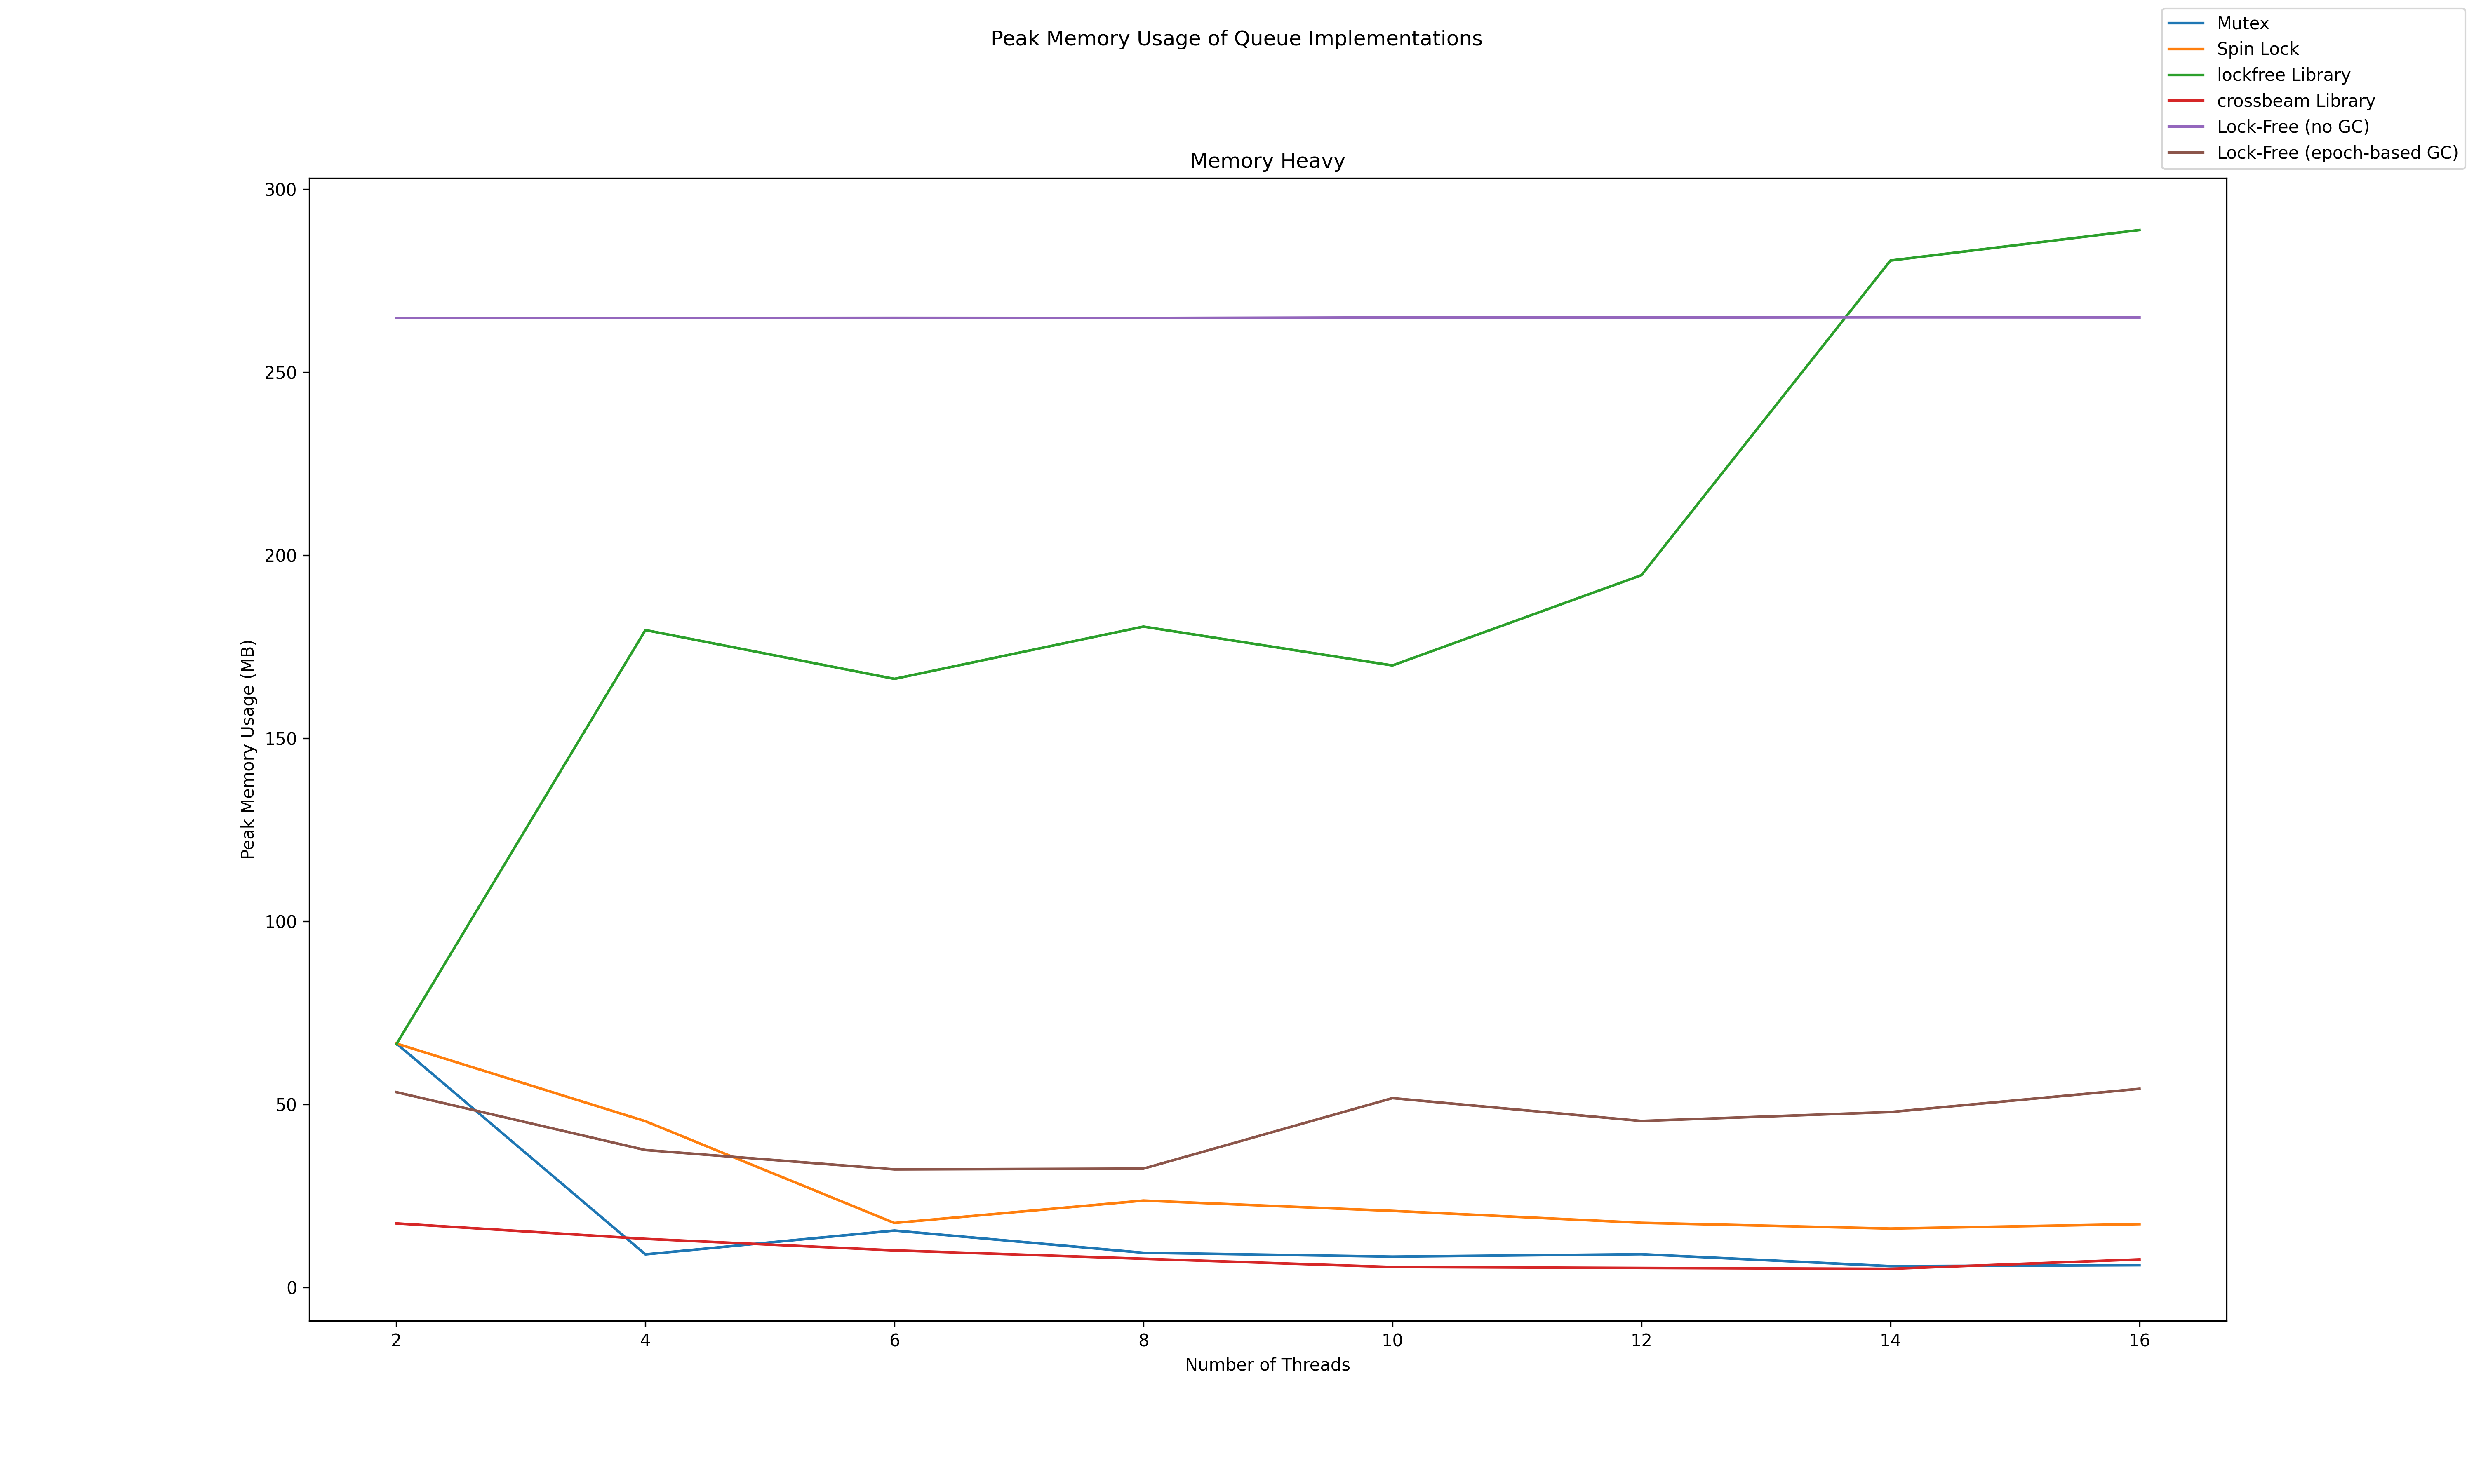 Peak Memory Usage of Queue Implementations
Mutex
Spin Lock
lockfree Library
crossbeam Library
Lock-Free (no GC)
Lock-Free (epoch-based GC)
Memory Heavy
300
250
200
150
100
50
0
Peak Memory Usage (MB)
2 4 6 8 10 12 14 16
Number of Threads